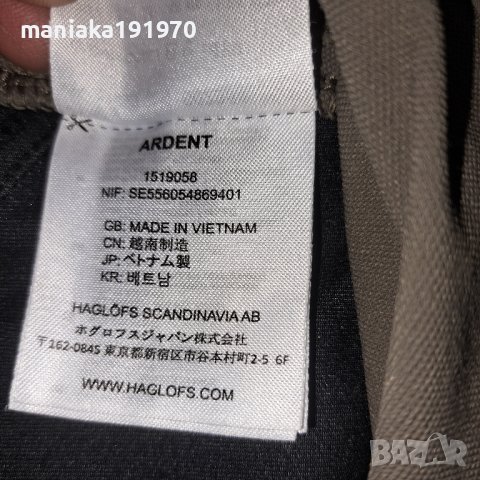 maniaka191970
ARDENT
1519058
NIF: SE556054869401
GB: MADE IN VIETNAM
CN: 越南制造
JP: ベトナム製
KR: 베트남
HAGLÖFS SCANDINAVIA AB
ホグロフスジャパン株式会社
〒162-0845 東京都新宿区市谷本村町2-5 6F
WWW.HAGLOFS.COM
BAZAR